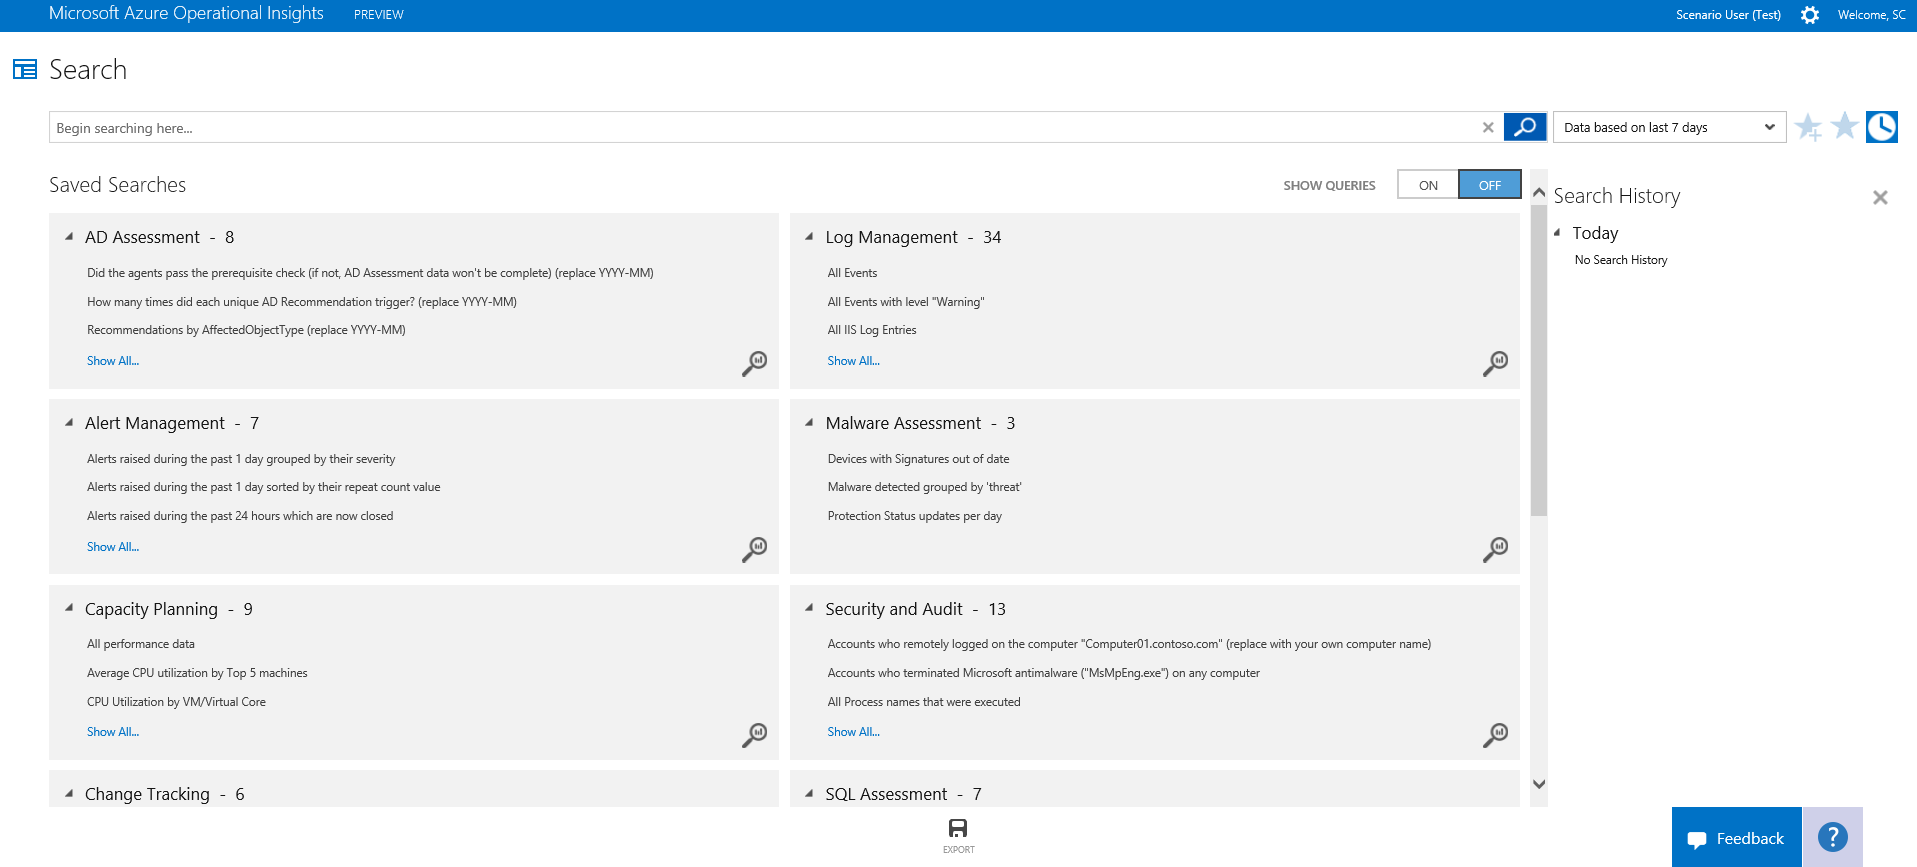 Microsoft Azure Operational Insights PREVIEW Scenario User (Test) Welcome, SC
Search
Begin searching here...
Data based on last 7 days
Saved Searches
SHOW QUERIES ON OFF
AD Assessment - 8
Did the agents pass the prerequisite check (if not, AD Assessment data won't be complete) (replace YYYY-MM)
How many times did each unique AD Recommendation trigger? (replace YYYY-MM)
Recommendations by AffectedObjectType (replace YYYY-MM)
Show All...
Log Management - 34
All Events
All Events with level "Warning"
All IIS Log Entries
Show All...
Alert Management - 7
Alerts raised during the past 1 day grouped by their severity
Alerts raised during the past 1 day sorted by their repeat count value
Alerts raised during the past 24 hours which are now closed
Show All...
Malware Assessment - 3
Devices with Signatures out of date
Malware detected grouped by 'threat'
Protection Status updates per day
Capacity Planning - 9
All performance data
Average CPU utilization by Top 5 machines
CPU Utilization by VM/Virtual Core
Show All...
Security and Audit - 13
Accounts who remotely logged on the computer "Computer01.contoso.com" (replace with your own computer name)
Accounts who terminated Microsoft antimalware ("MsMpEng.exe") on any computer
All Process names that were executed
Show All...
Change Tracking - 6
SQL Assessment - 7
Search History
Today
No Search History
EXPORT
Feedback
?